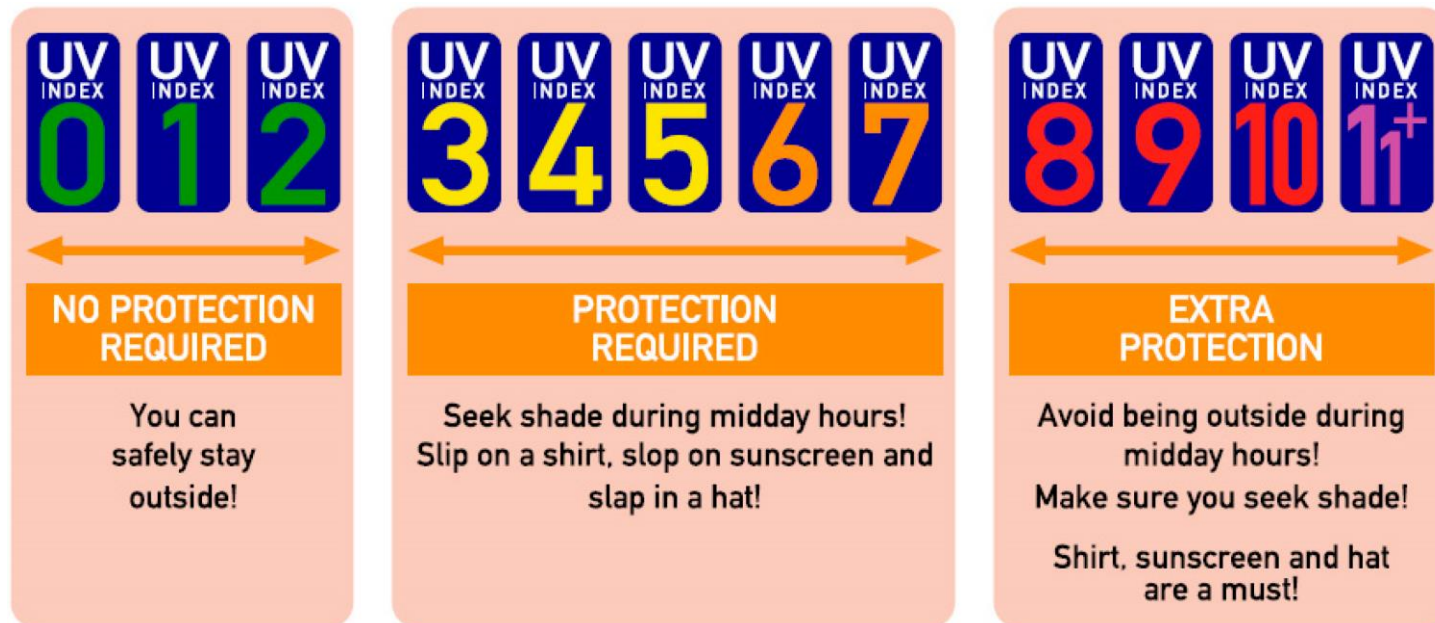 UV
INDEX
0
UV
INDEX
1
UV
INDEX
2
NO PROTECTION
REQUIRED
You can
safely stay
outside!
UV
INDEX
3
UV
INDEX
4
UV
INDEX
5
UV
INDEX
6
UV
INDEX
7
PROTECTION
REQUIRED
Seek shade during midday hours!
Slip on a shirt, slop on sunscreen and
slap in a hat!
UV
INDEX
8
UV
INDEX
9
UV
INDEX
10
UV
INDEX
11+
EXTRA
PROTECTION
Avoid being outside during
midday hours!
Make sure you seek shade!
Shirt, sunscreen and hat
are a must!